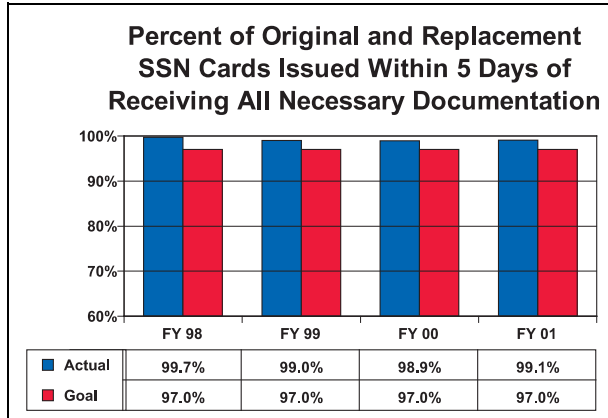 Percent of Original and Replacement
SSN Cards Issued Within 5 Days of
Receiving All Necessary Documentation
100%
90%
80%
70%
60%
FY 98 FY 99 FY 00 FY 01
Actual 99.7% 99.0% 98.9% 99.1%
Goal 97.0% 97.0% 97.0% 97.0%